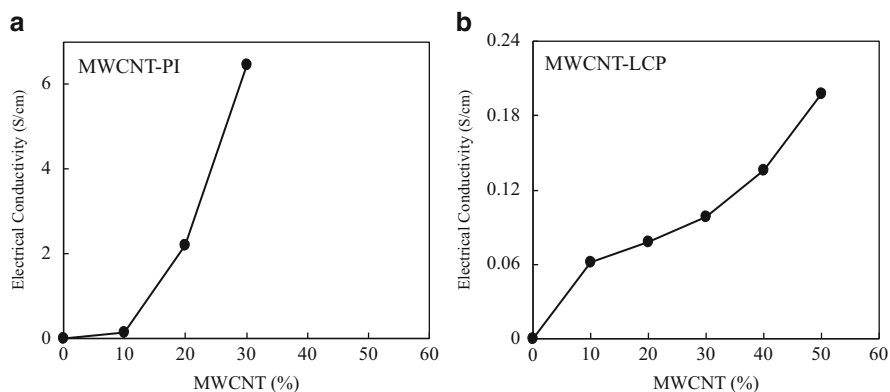 a
MWCNT-PI
Electrical Conductivity (S/cm)
6
4
2
0
0 10 20 30 40 50 60
MWCNT (%)
b
MWCNT-LCP
Electrical Conductivity (S/cm)
0.24
0.18
0.12
0.06
0
0 10 20 30 40 50 60
MWCNT (%)